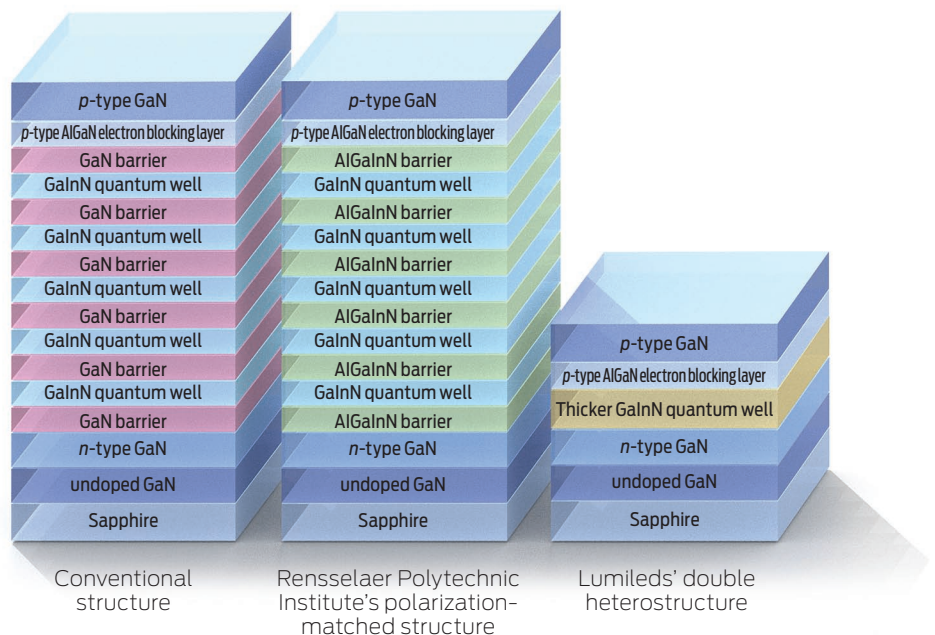 p-type GaN
p-type AlGaN electron blocking layer
GaN barrier
GaInN quantum well
GaN barrier
GaInN quantum well
GaN barrier
GaInN quantum well
GaN barrier
GaInN quantum well
GaN barrier
GaInN quantum well
GaN barrier
n-type GaN
undoped GaN
Sapphire
Conventional
structure
p-type GaN
p-type AlGaN electron blocking layer
AlGaInN barrier
GaInN quantum well
AlGaInN barrier
GaInN quantum well
AlGaInN barrier
GaInN quantum well
AlGaInN barrier
GaInN quantum well
AlGaInN barrier
GaInN quantum well
AlGaInN barrier
n-type GaN
undoped GaN
Sapphire
Rensselaer Polytechnic
Institute's polarization-
matched structure
p-type GaN
p-type AlGaN electron blocking layer
Thicker GaInN quantum well
n-type GaN
undoped GaN
Sapphire
Lumileds' double
heterostructure